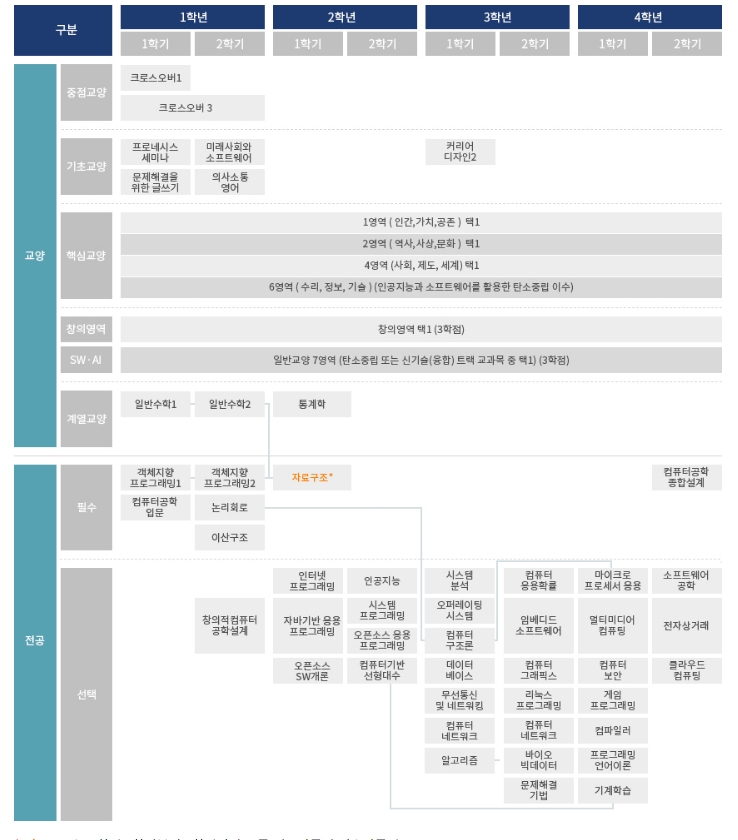 구분
1학년
2학년
3학년
4학년
1학기
2학기
1학기
2학기
1학기
2학기
1학기
2학기
교양
중점교양
크로스오버1
크로스오버 3
기초교양
프로네시스
세미나
미래사회와
소프트웨어
커리어
디자인2
문제해결을
위한 글쓰기
의사소통
영어
핵심교양
1영역 ( 인간,가치,공존 ) 택1
2영역 ( 역사,사상,문화 ) 택1
4영역 (사회, 제도, 세계) 택1
6영역 ( 수리, 정보, 기술 ) (인공지능과 소프트웨어를 활용한 탄소중립 이수)
창의영역
창의영역 택1 (3학점)
SW·AI
일반교양 7영역 (탄소중립 또는 신기술(융합) 트랙 교과목 중 택1) (3학점)
계열교양
일반수학1
일반수학2
통계학
전공
필수
객체지향
프로그래밍1
객체지향
프로그래밍2
자료구조*
컴퓨터공학
종합설계
컴퓨터공학
입문
논리회로
이산구조
선택
인터넷
프로그래밍
인공지능
시스템
분석
컴퓨터
응용확률
마이크로
프로세서 응용
소프트웨어
공학
창의적컴퓨터
공학설계
자바기반 응용
프로그래밍
시스템
프로그래밍
오퍼레이팅
시스템
임베디드
소프트웨어
멀티미디어
컴퓨팅
전자상거래
오픈소스 응용
프로그래밍
컴퓨터
구조론
오픈소스
SW개론
컴퓨터기반
선형대수
데이터
베이스
컴퓨터
그래픽스
컴퓨터
보안
클라우드
컴퓨팅
무선통신
및 네트워킹
리눅스
프로그래밍
게임
프로그래밍
컴퓨터
네트워크
컴퓨터
네트워크
컴파일러
알고리즘
바이오
빅데이터
프로그래밍
언어이론
문제해결
기법
기계학습